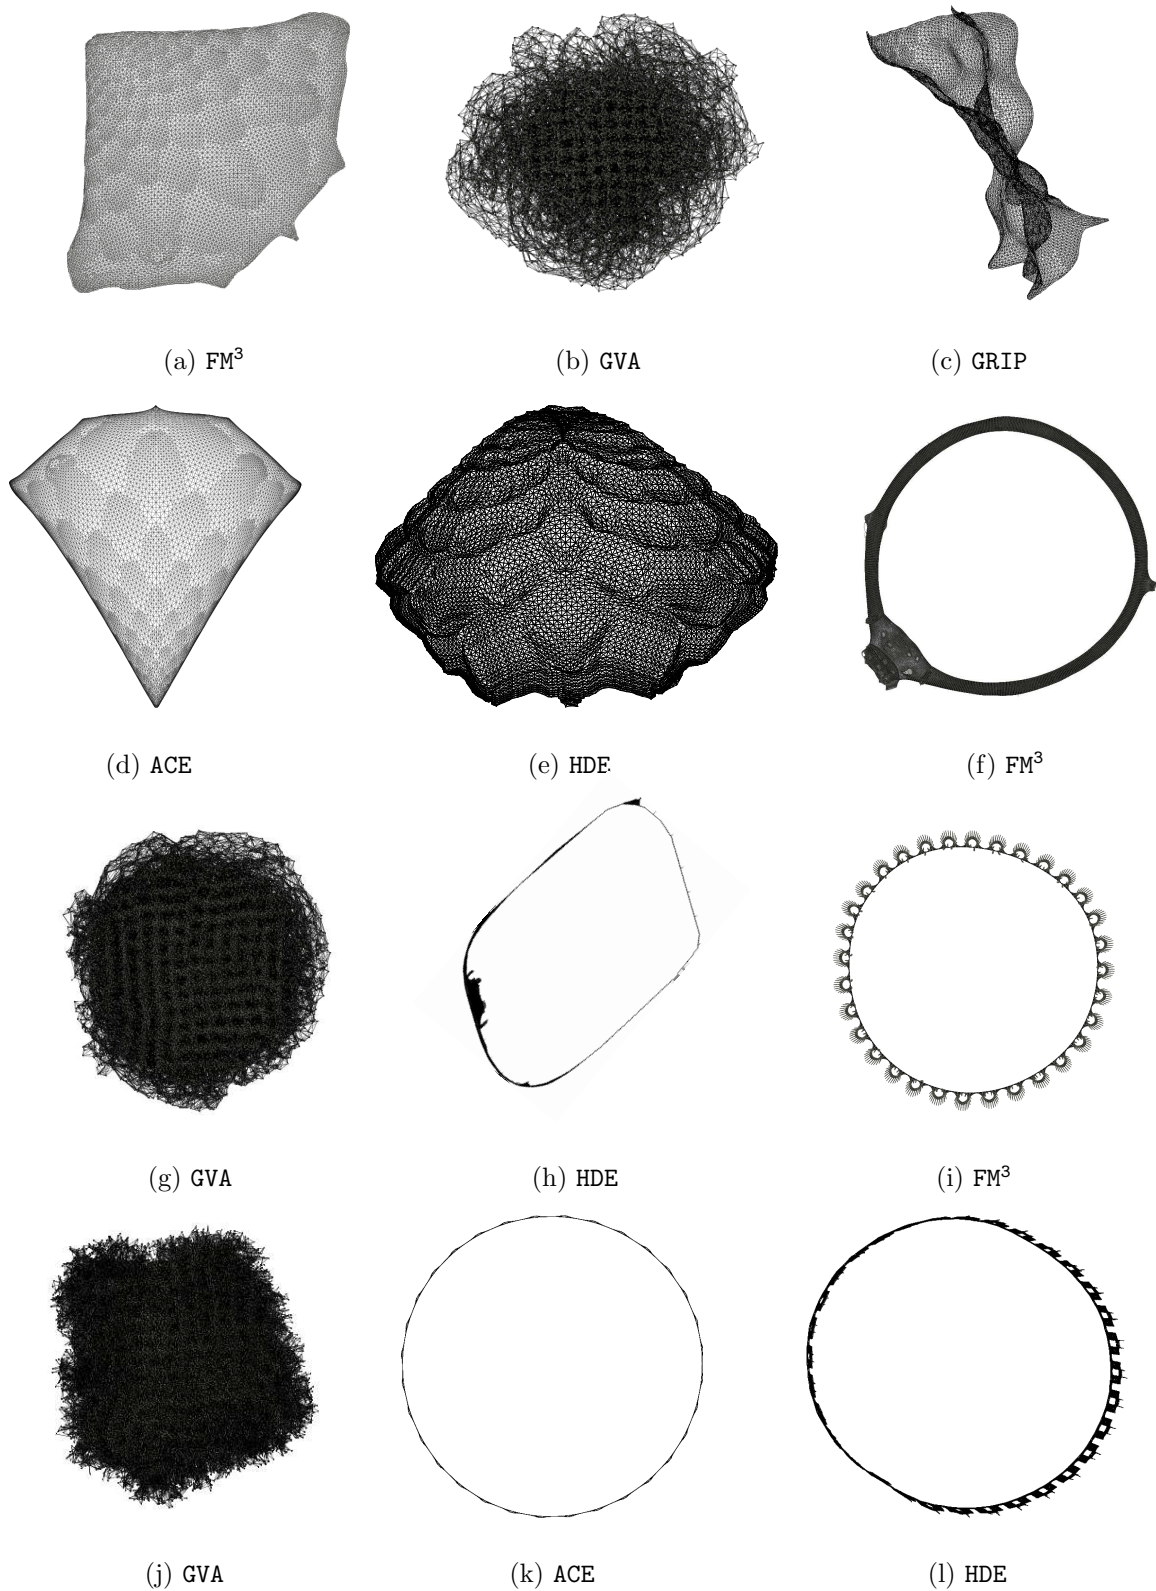 (a) FM³
(b) GVA
(c) GRIP
(d) ACE
(e) HDE
(f) FM³
(g) GVA
(h) HDE
(i) FM³
(j) GVA
(k) ACE
(l) HDE